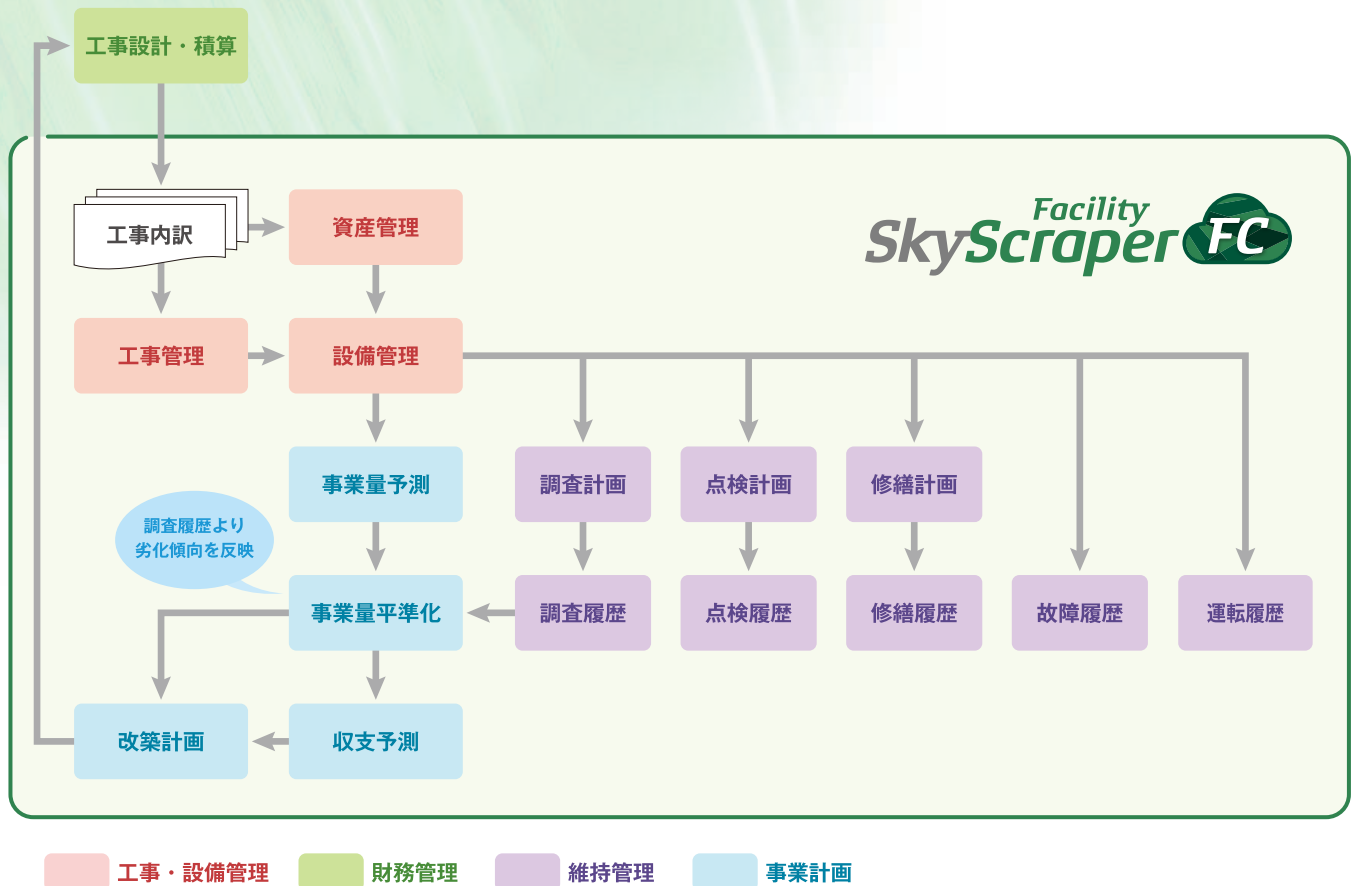 工事設計・積算
工事内訳
資産管理
Facility
SkyScraper FC
工事管理
設備管理
事業量予測
調査計画
点検計画
修繕計画
調査履歴より
劣化傾向を反映
事業量平準化
調査履歴
点検履歴
修繕履歴
故障履歴
運転履歴
改築計画
収支予測
工事・設備管理
財務管理
維持管理
事業計画